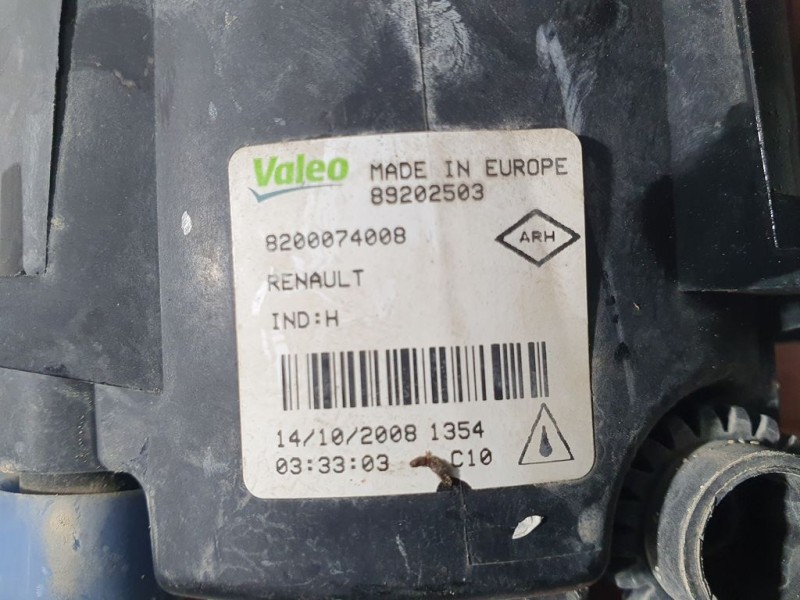 Valeo MADE IN EUROPE
89202503
8200074008
ARH
RENAULT
IND:H
14/10/2008 1354
03:33:03 C10